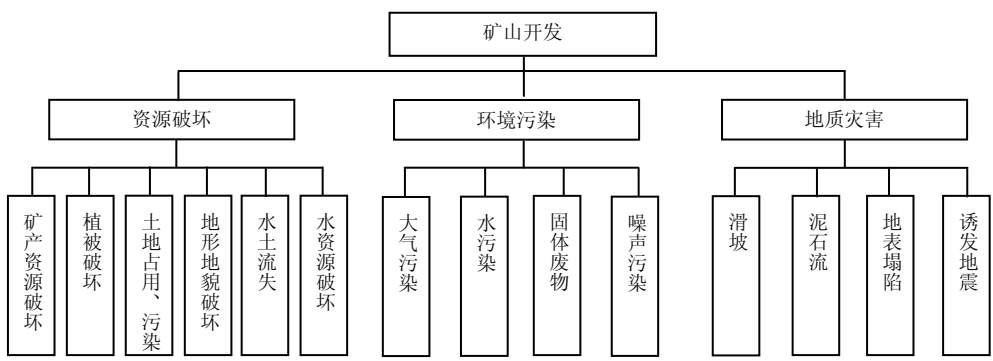 矿山开发
资源破坏
环境污染
地质灾害
矿产资源破坏
植被破坏
土地占用、污染
地形地貌破坏
水土流失
水资源破坏
大气污染
水污染
固体废物
噪声污染
滑坡
泥石流
地表塌陷
诱发地震